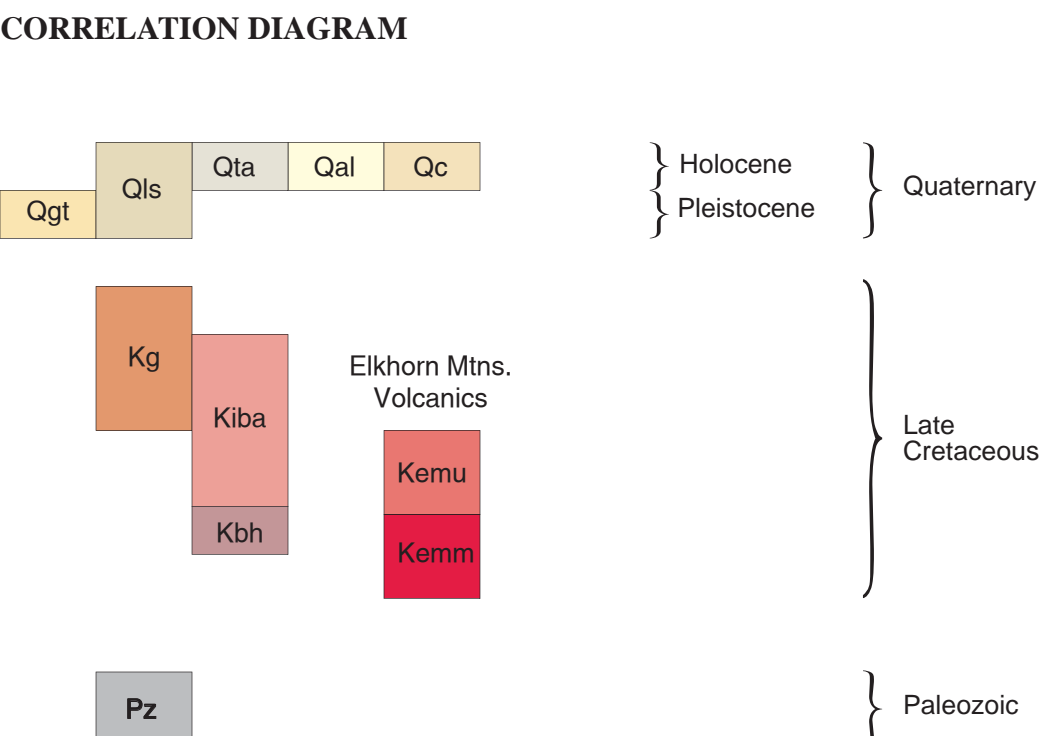 CORRELATION DIAGRAM
Qgt
Qls
Qta
Qal
Qc
Holocene
Pleistocene
Quaternary
Kg
Kiba
Kbh
Elkhorn Mtns.
Volcanics
Kemu
Kemm
Late
Cretaceous
Pz
Paleozoic